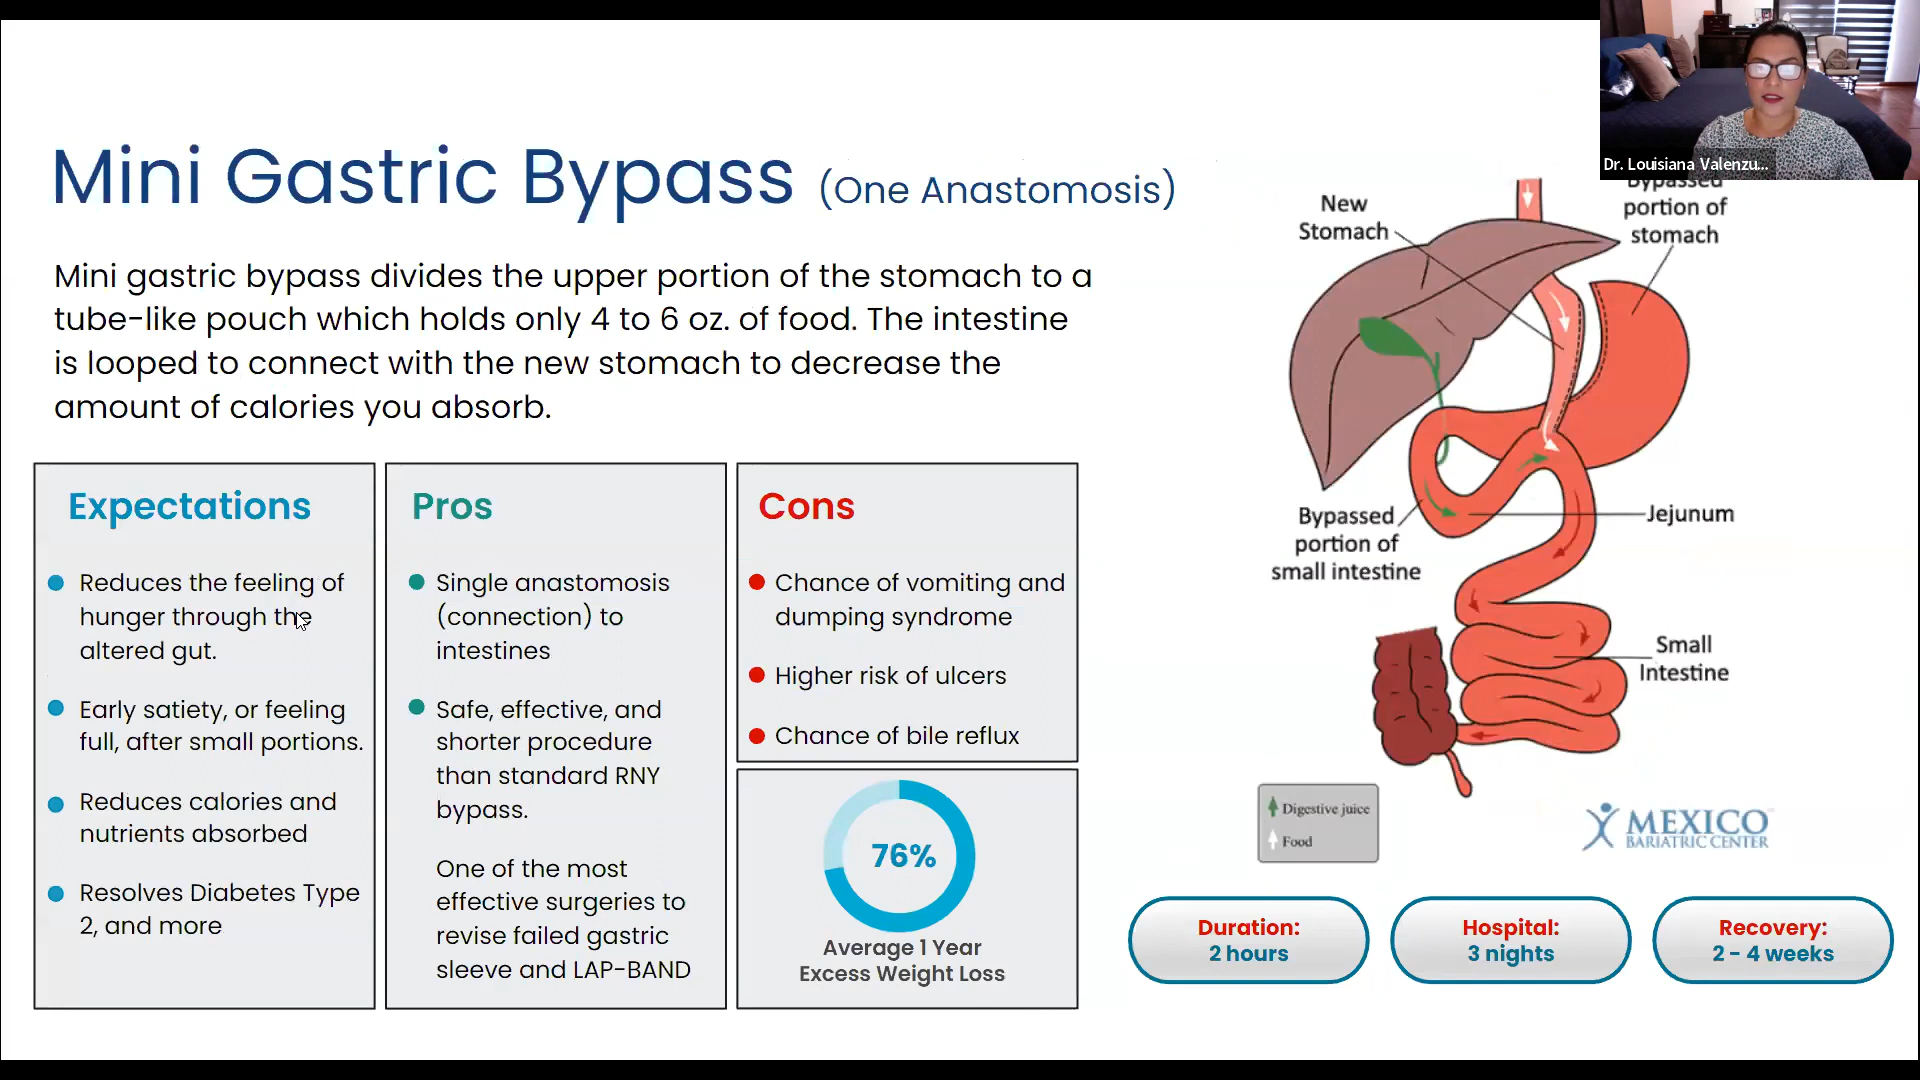 Dr. Louisiana Valenzu...
Mini Gastric Bypass (One Anastomosis)
Mini gastric bypass divides the upper portion of the stomach to a
tube-like pouch which holds only 4 to 6 oz. of food. The intestine
is looped to connect with the new stomach to decrease the
amount of calories you absorb.
Expectations
Reduces the feeling of
hunger through the
altered gut.
Early satiety, or feeling
full, after small portions.
Reduces calories and
nutrients absorbed
Resolves Diabetes Type
2, and more
Pros
Single anastomosis
(connection) to
intestines
Safe, effective, and
shorter procedure
than standard RNY
bypass.
One of the most
effective surgeries to
revise failed gastric
sleeve and LAP-BAND
Cons
Chance of vomiting and
dumping syndrome
Higher risk of ulcers
Chance of bile reflux
76%
Average 1 Year
Excess Weight Loss
New
Stomach
Bypassed
portion of
stomach
Bypassed
portion of
small intestine
Jejunum
Small
Intestine
Digestive juice
Food
MEXICO
BARIATRIC CENTER
Duration:
2 hours
Hospital:
3 nights
Recovery:
2 - 4 weeks